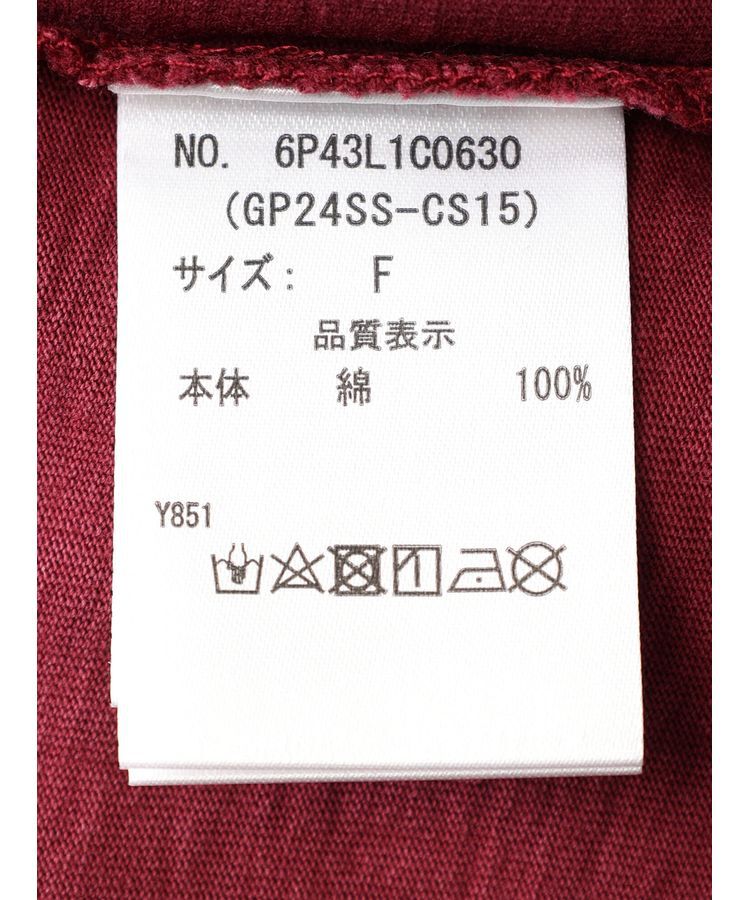 NO. 6P43L1C0630
(GP24SS-CS15)
サイズ: F
品質表示
本体 綿 100%
Y851